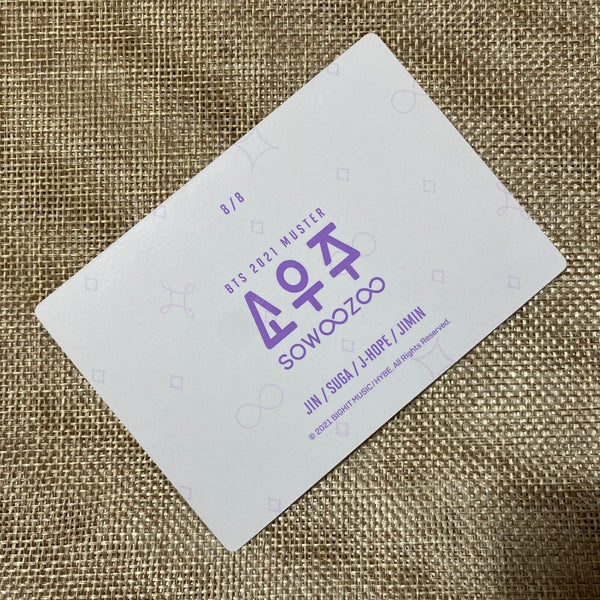 8/8
BTS 2021 MUSTER
소우주
SOWOOZOO
JIN / SUGA / J-HOPE / JIMIN
© 2021 BIGHIT MUSIC / HYBE. All Rights Reserved.